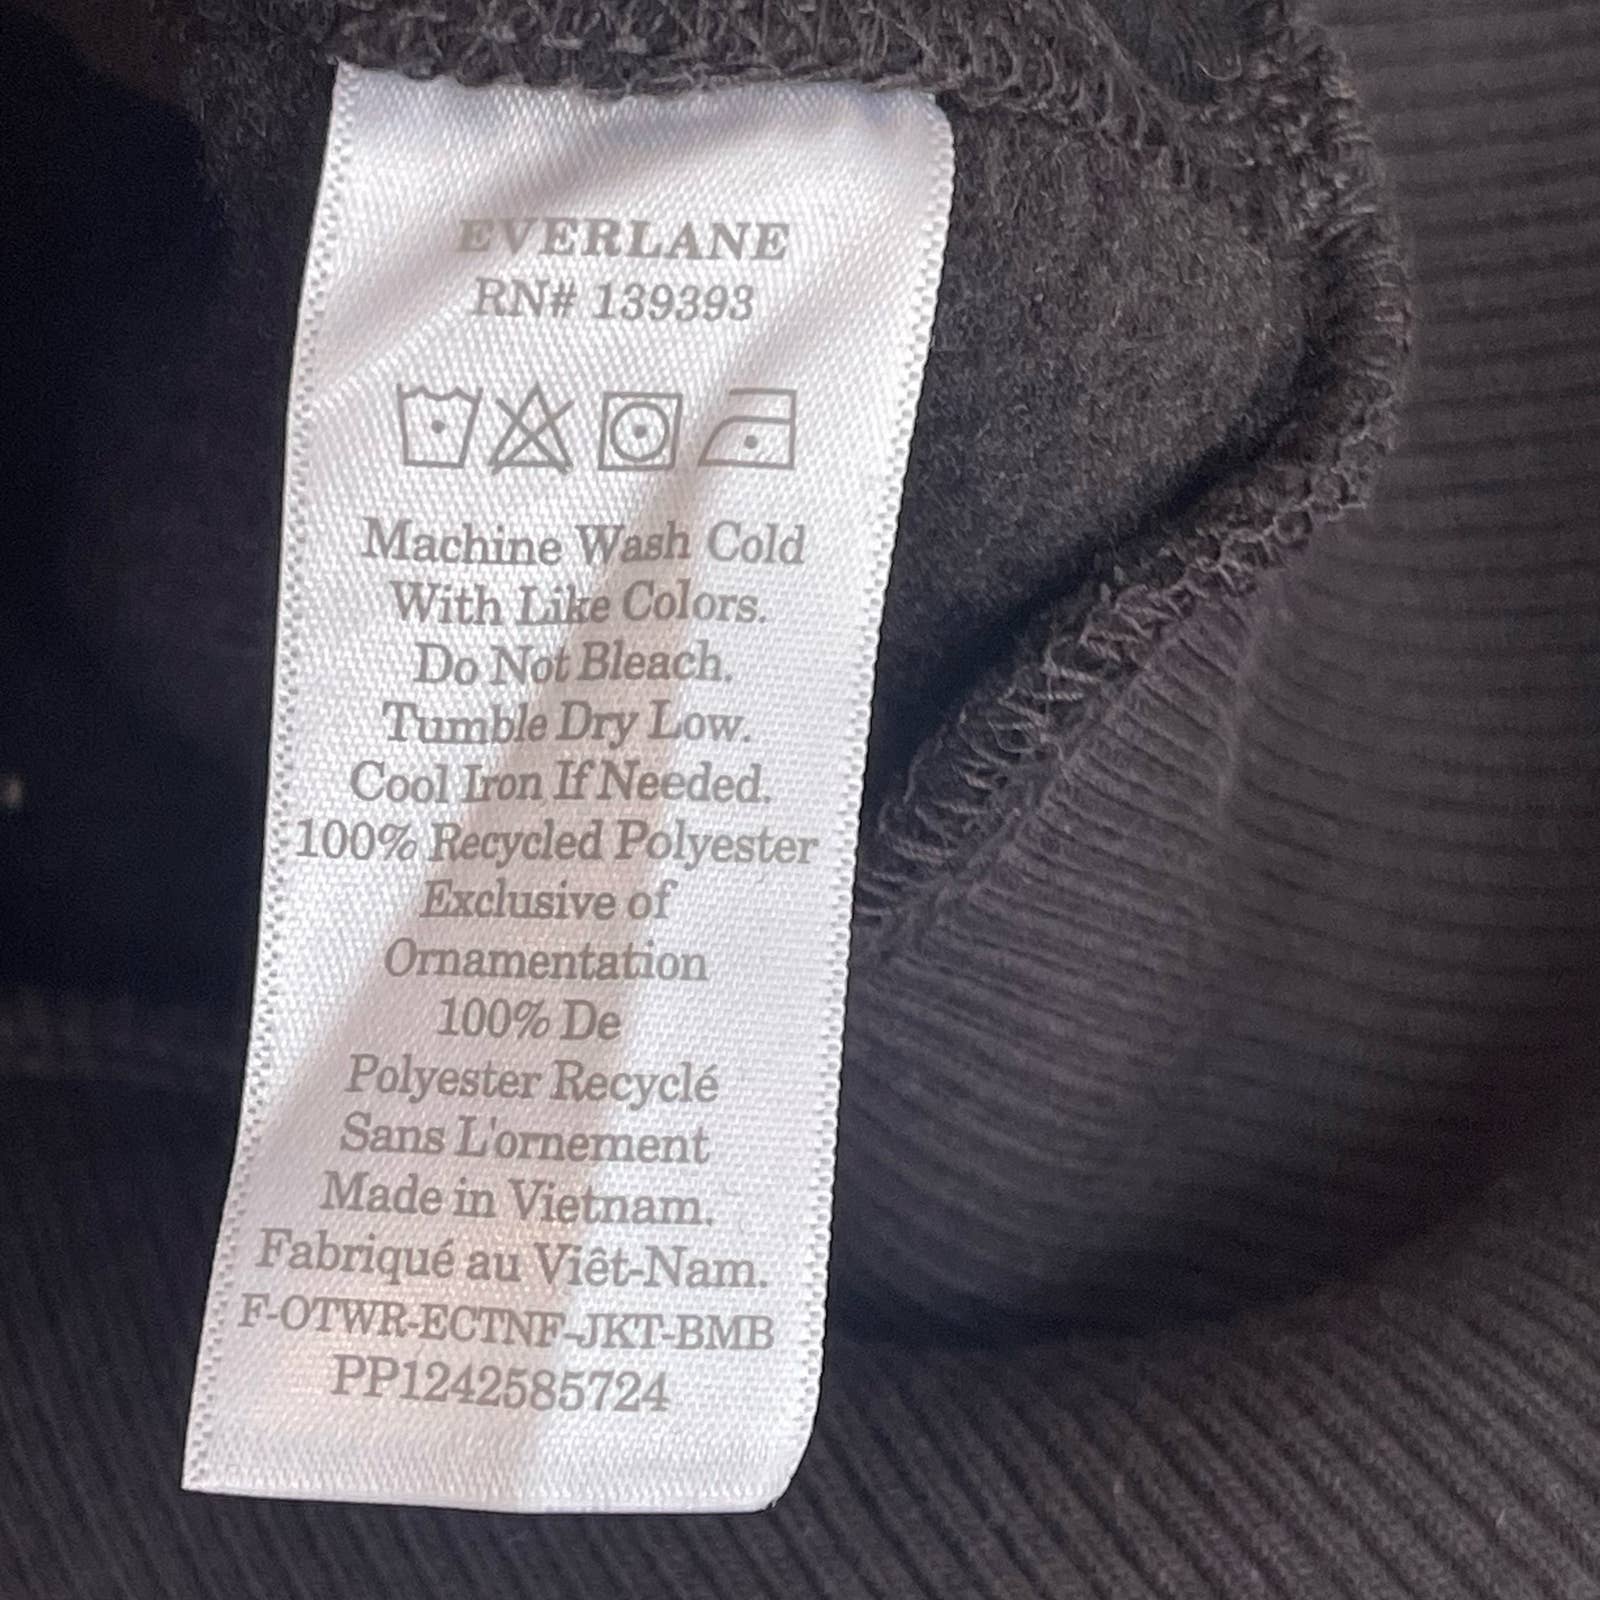 EVERLANE
RN# 139393
Machine Wash Cold
With Like Colors.
Do Not Bleach.
Tumble Dry Low.
Cool Iron If Needed.
100% Recycled Polyester
Exclusive of
Ornamentation
100% De
Polyester Recyclé
Sans L'ornement
Made in Vietnam.
Fabriqué au Viêt-Nam.
F-OTWR-ECTNF-JKT-BMB
PP1242585724